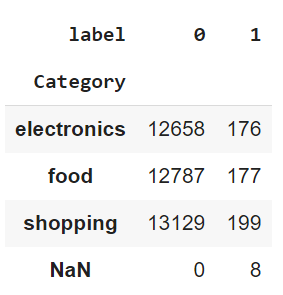 label 0 1
Category
electronics 12658 176
food 12787 177
shopping 13129 199
NaN 0 8